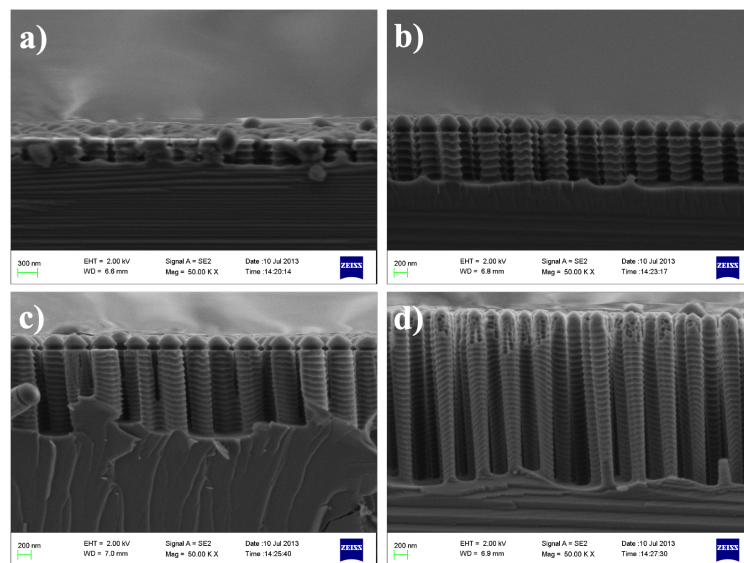 a)
300 nm
EHT = 2.00 kV
WD = 6.6 mm
Signal A = SE2
Mag = 50.00 K X
Date :10 Jul 2013
Time :14:20:14
ZEISS
b)
200 nm
EHT = 2.00 kV
WD = 6.8 mm
Signal A = SE2
Mag = 50.00 K X
Date :10 Jul 2013
Time :14:23:17
ZEISS
c)
200 nm
EHT = 2.00 kV
WD = 7.0 mm
Signal A = SE2
Mag = 50.00 K X
Date :10 Jul 2013
Time :14:25:40
ZEISS
d)
200 nm
EHT = 2.00 kV
WD = 6.9 mm
Signal A = SE2
Mag = 50.00 K X
Date :10 Jul 2013
Time :14:27:30
ZEISS